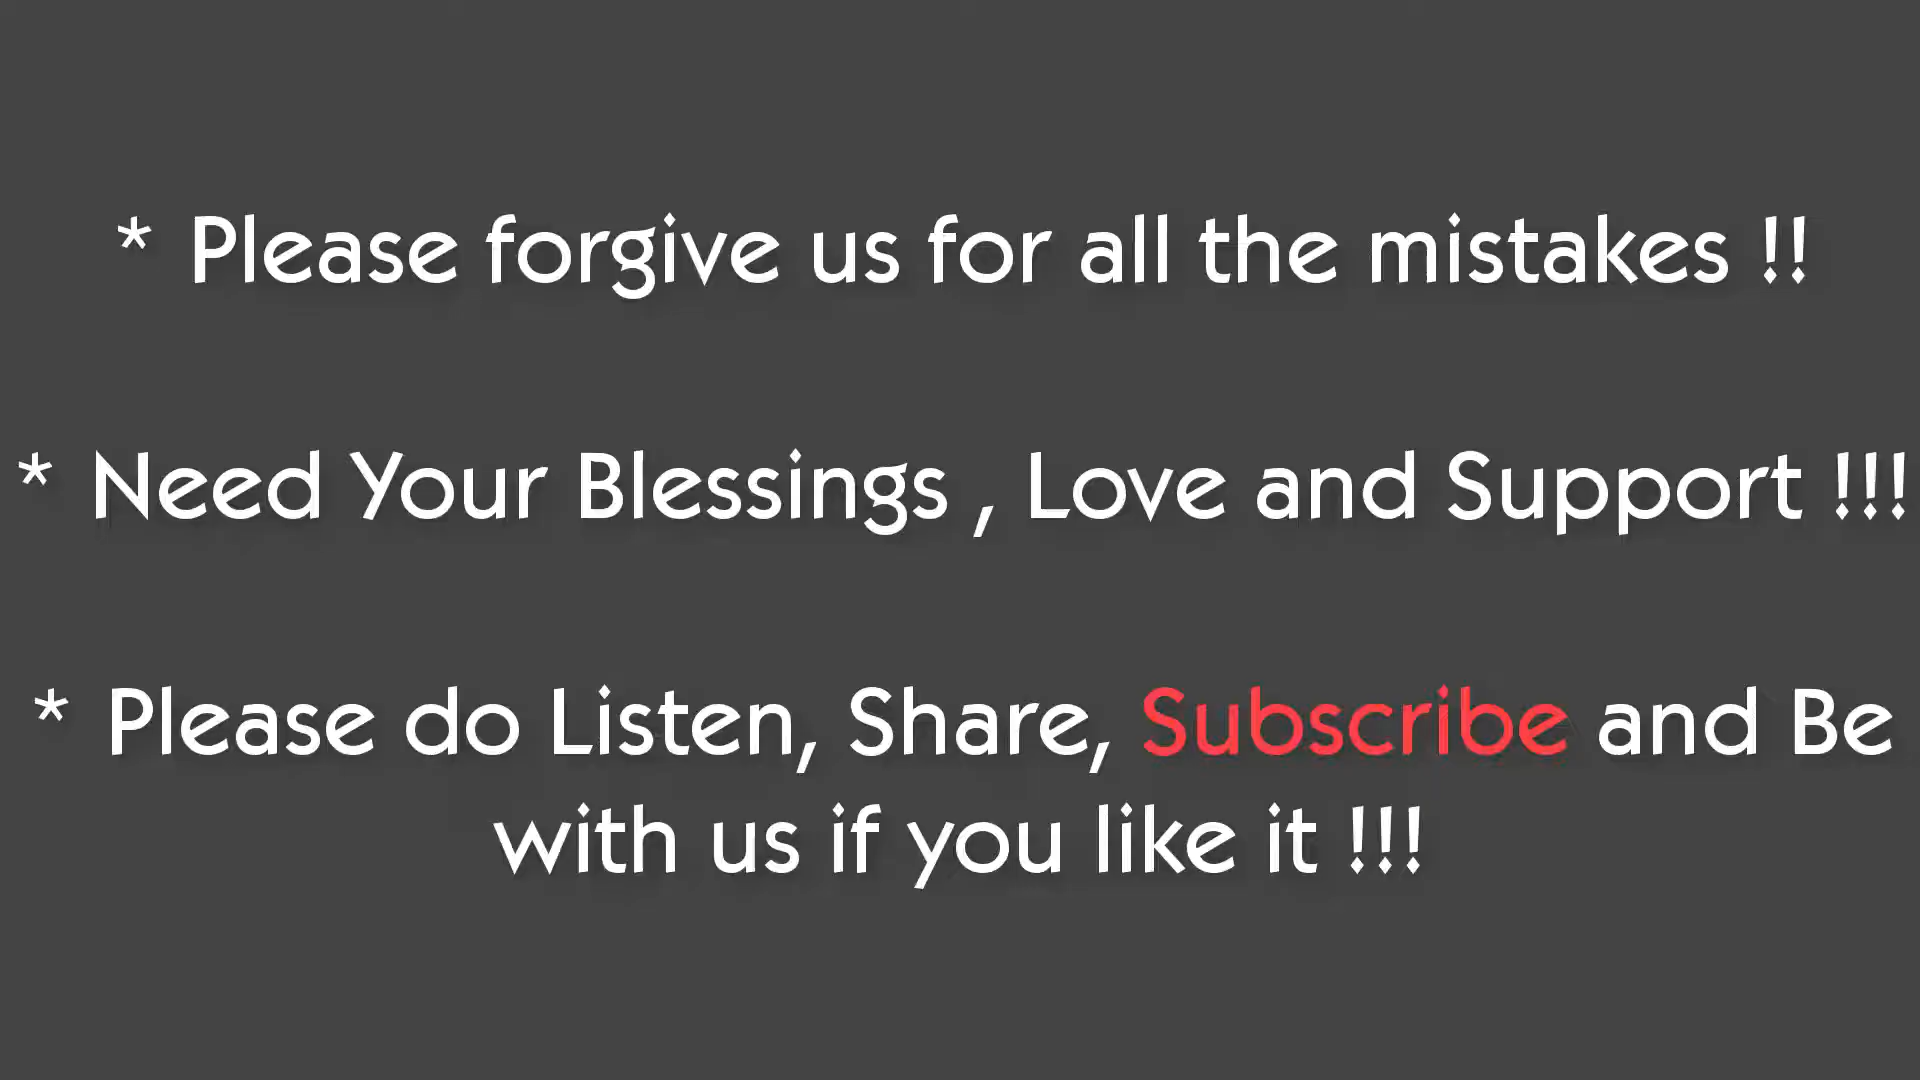 * Please forgive us for all the mistakes !!
* Need Your Blessings , Love and Support !!!
* Please do Listen, Share, Subscribe and Be
with us if you like it !!!